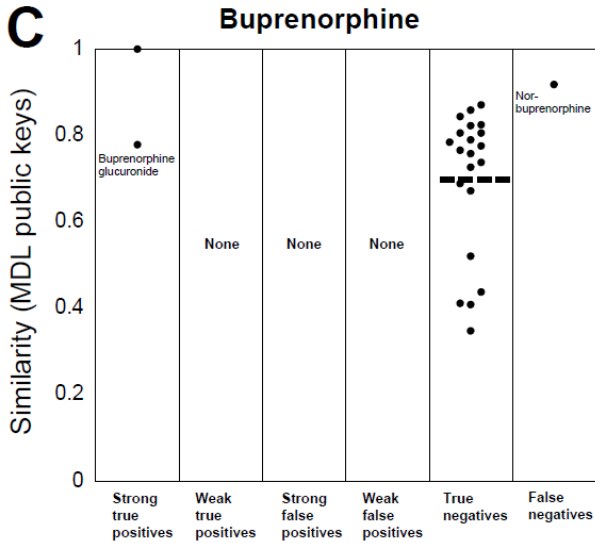 C
Buprenorphine
Similarity (MDL public keys)
1
0.8
0.6
0.4
0.2
0
Buprenorphine
glucuronide
None
None
None
Nor-
buprenorphine
Strong
true
positives
Weak
true
positives
Strong
false
positives
Weak
false
positives
True
negatives
False
negatives